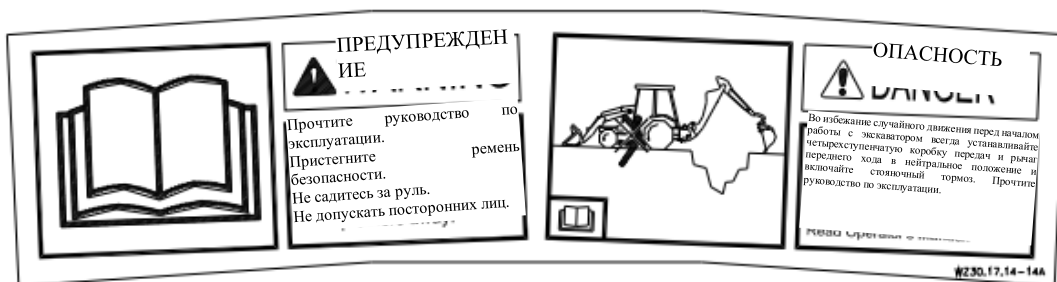 ПРЕДУПРЕЖДЕН
ИЕ
Прочтите руководство по
эксплуатации.
Пристегните ремень
безопасности.
Не садитесь за руль.
Не допускать посторонних лиц.
ОПАСНОСТЬ
DANGER
Во избежание случайного движения перед началом
работы с экскаватором всегда устанавливайте
четырехступенчатую коробку передач и рычаг
переднего хода в нейтральное положение и
включайте стояночный тормоз. Прочтите
руководство по эксплуатации.
WZ30.17.14-14A